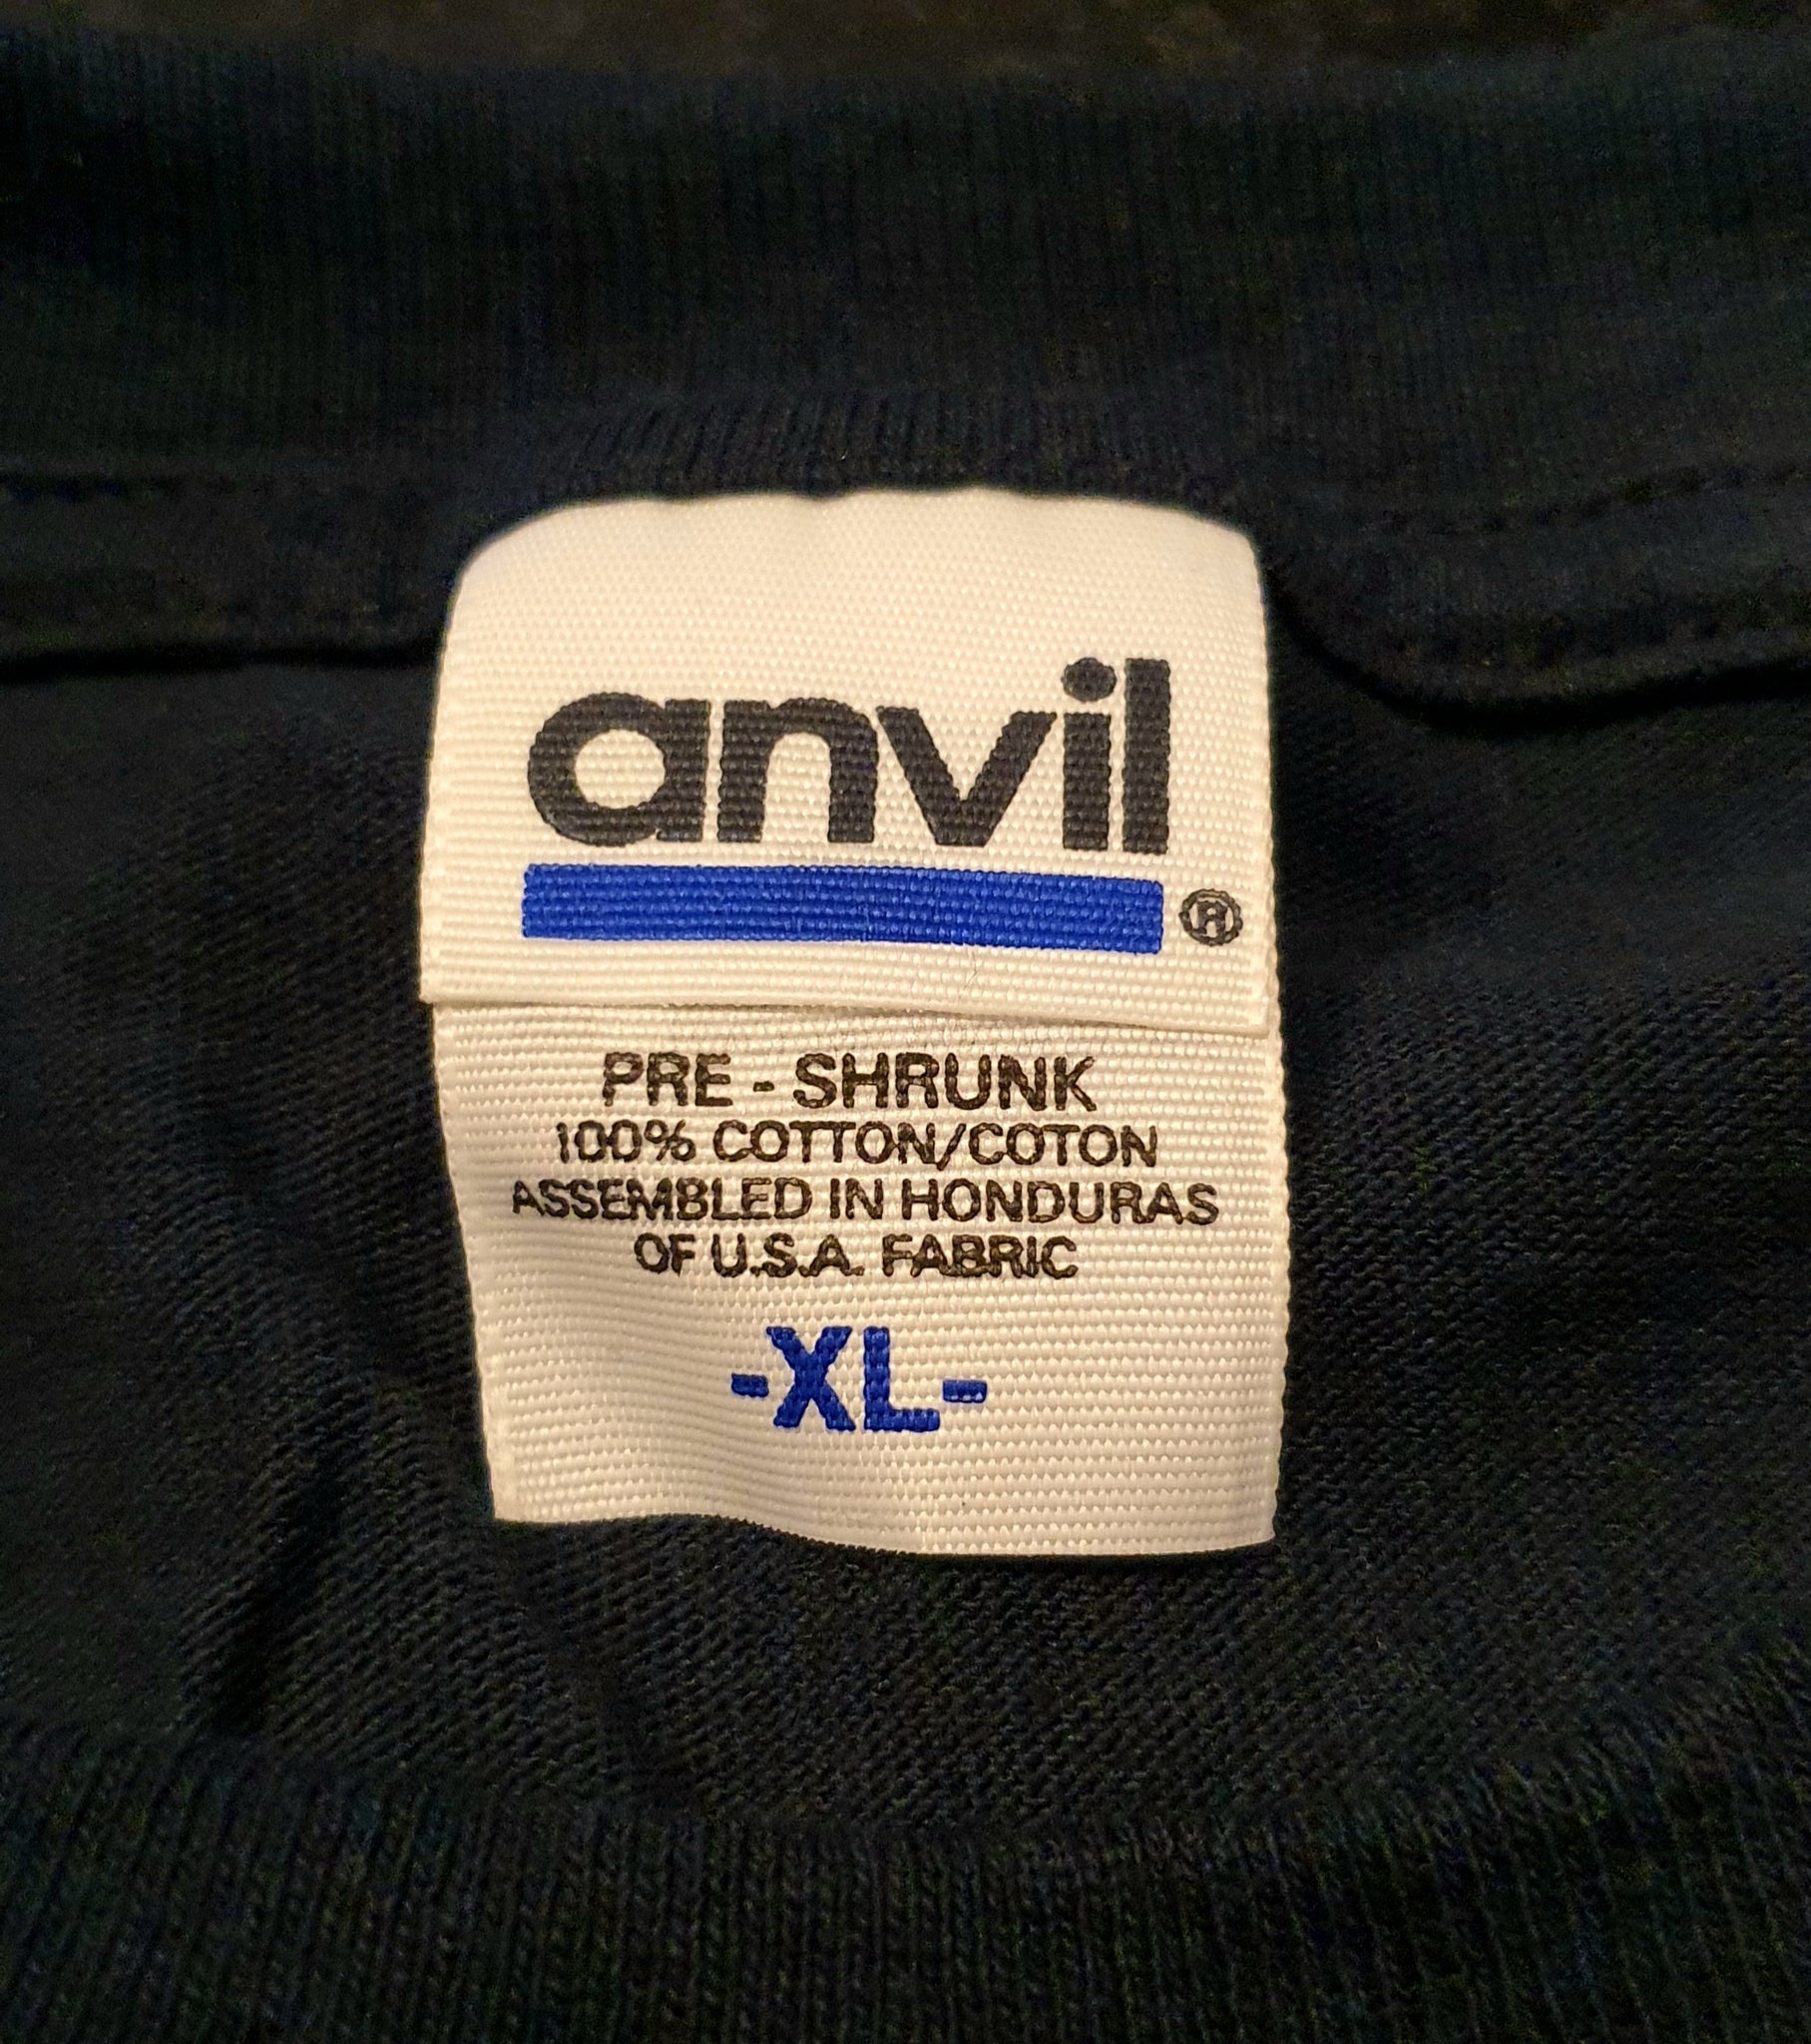 anvil
®
PRE-SHRUNK
100% COTTON/COTON
ASSEMBLED IN HONDURAS
OF U.S.A. FABRIC
-XL-